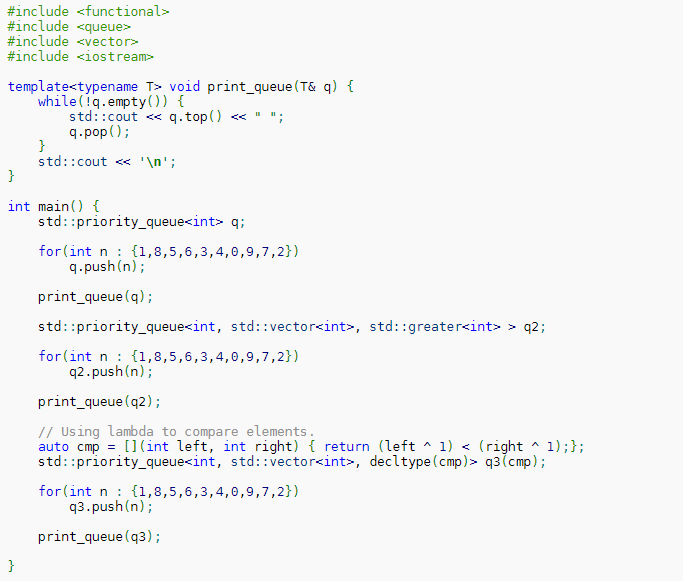 #include <functional>
#include <queue>
#include <vector>
#include <iostream>

template<typename T> void print_queue(T& q) {
    while(!q.empty()) {
        std::cout << q.top() << " ";
        q.pop();
    }
    std::cout << '\n';
}

int main() {
    std::priority_queue<int> q;

    for(int n : {1,8,5,6,3,4,0,9,7,2})
        q.push(n);

    print_queue(q);

    std::priority_queue<int, std::vector<int>, std::greater<int> > q2;

    for(int n : {1,8,5,6,3,4,0,9,7,2})
        q2.push(n);

    print_queue(q2);

    // Using lambda to compare elements.
    auto cmp = [](int left, int right) { return (left ^ 1) < (right ^ 1);};
    std::priority_queue<int, std::vector<int>, decltype(cmp)> q3(cmp);

    for(int n : {1,8,5,6,3,4,0,9,7,2})
        q3.push(n);

    print_queue(q3);

}